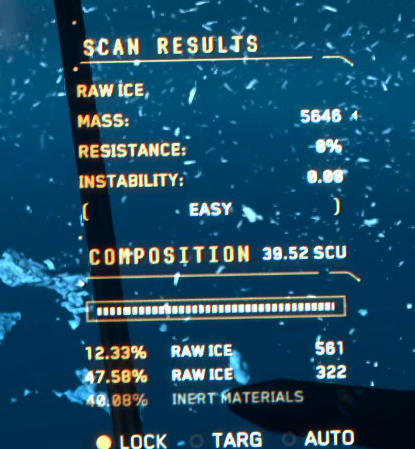 SCAN RESULTS
RAW ICE
MASS: 5646
RESISTANCE: 0%
INSTABILITY: 0.00
( EASY )
COMPOSITION 39.52 SCU
12.33% RAW ICE 561
47.58% RAW ICE 322
40.08% INERT MATERIALS
LOCK TARG AUTO